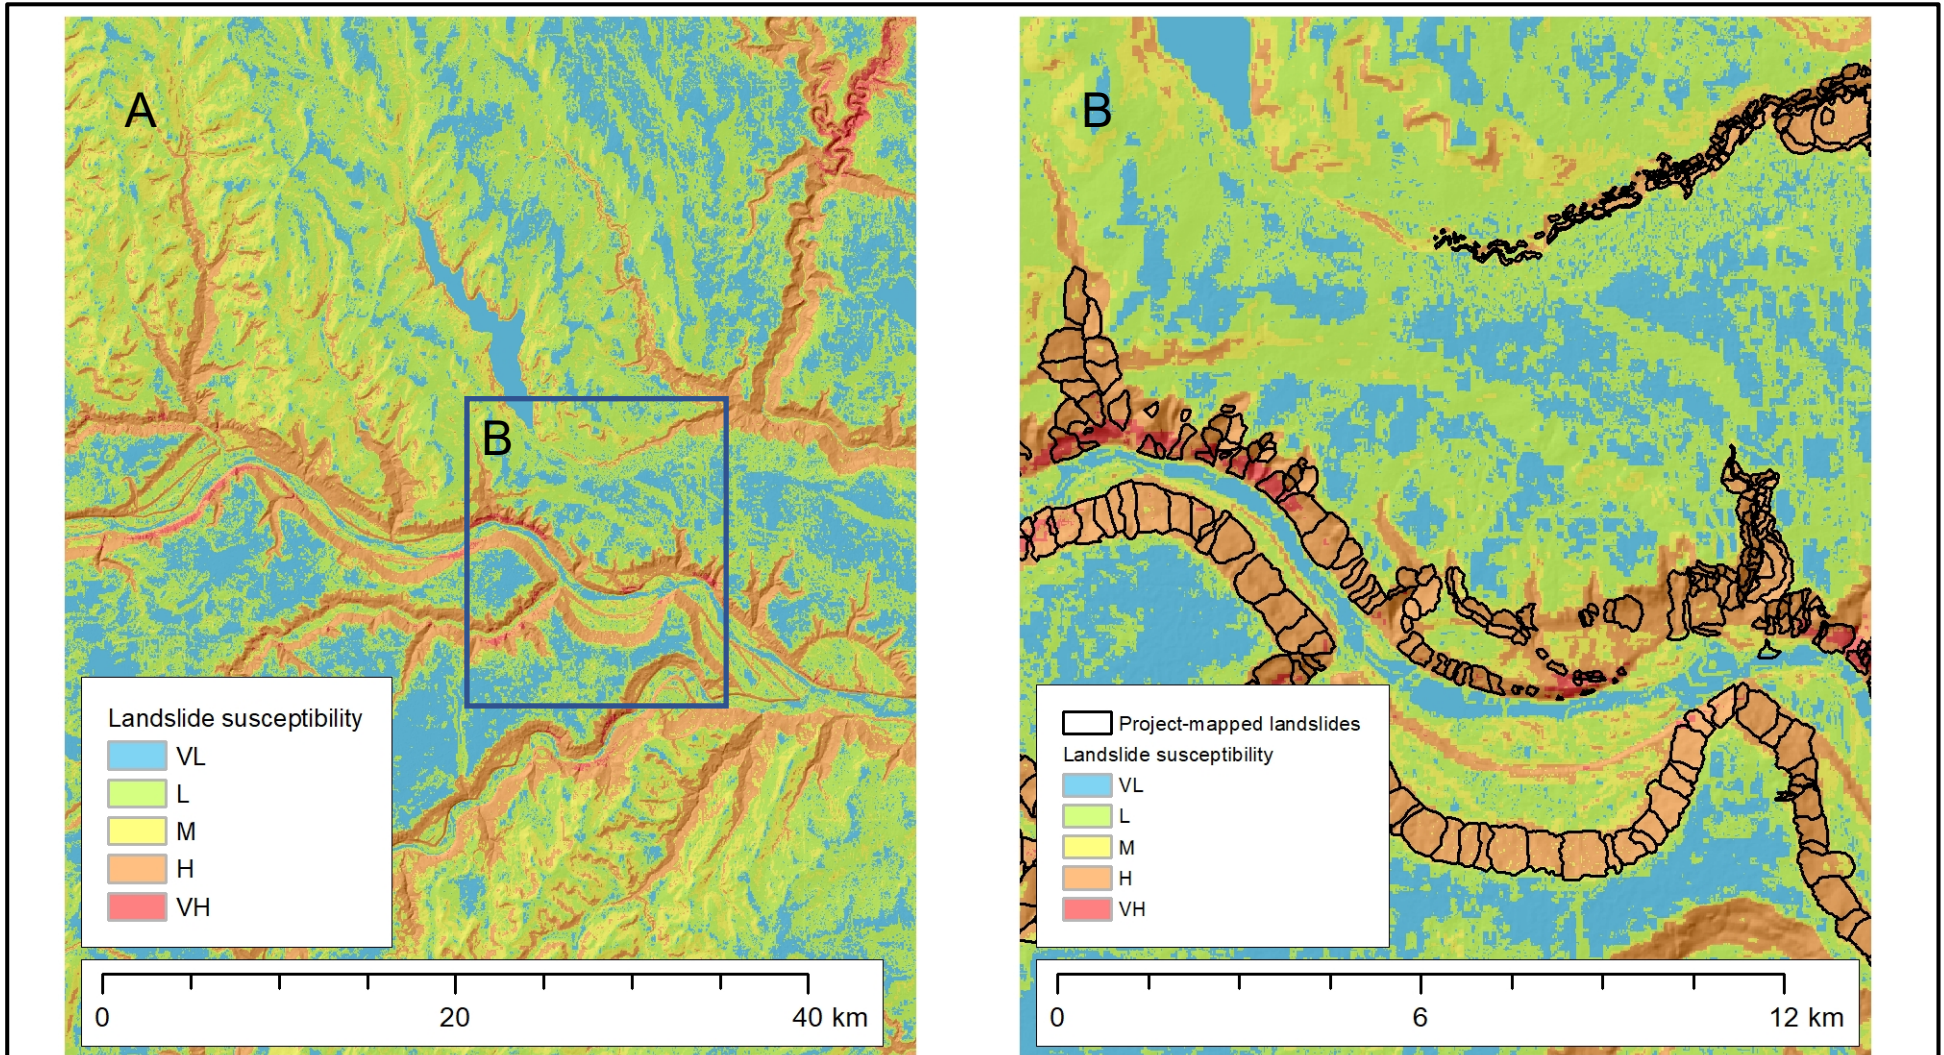 A
B
Landslide susceptibility
VL
L
M
H
VH
0 20 40 km
B
Project-mapped landslides
Landslide susceptibility
VL
L
M
H
VH
0 6 12 km